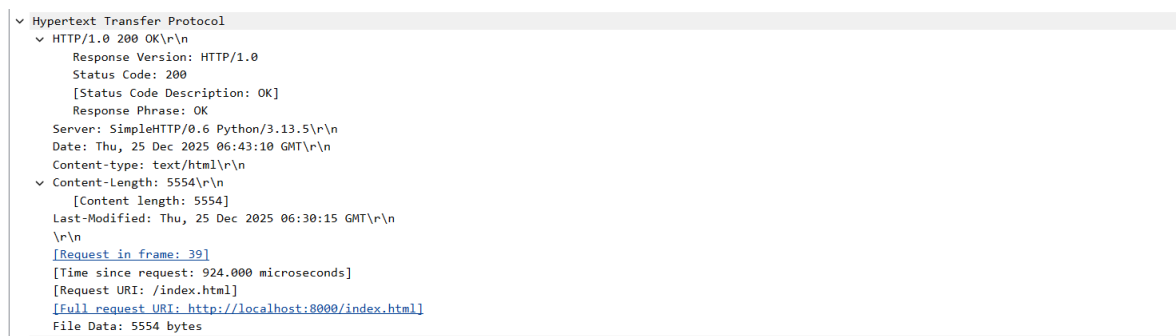 Hypertext Transfer Protocol
HTTP/1.0 200 OK\r\n
Response Version: HTTP/1.0
Status Code: 200
[Status Code Description: OK]
Response Phrase: OK
Server: SimpleHTTP/0.6 Python/3.13.5\r\n
Date: Thu, 25 Dec 2025 06:43:10 GMT\r\n
Content-type: text/html\r\n
Content-Length: 5554\r\n
[Content length: 5554]
Last-Modified: Thu, 25 Dec 2025 06:30:15 GMT\r\n
\r\n
[Request in frame: 39]
[Time since request: 924.000 microseconds]
[Request URI: /index.html]
[Full request URI: http://localhost:8000/index.html]
File Data: 5554 bytes